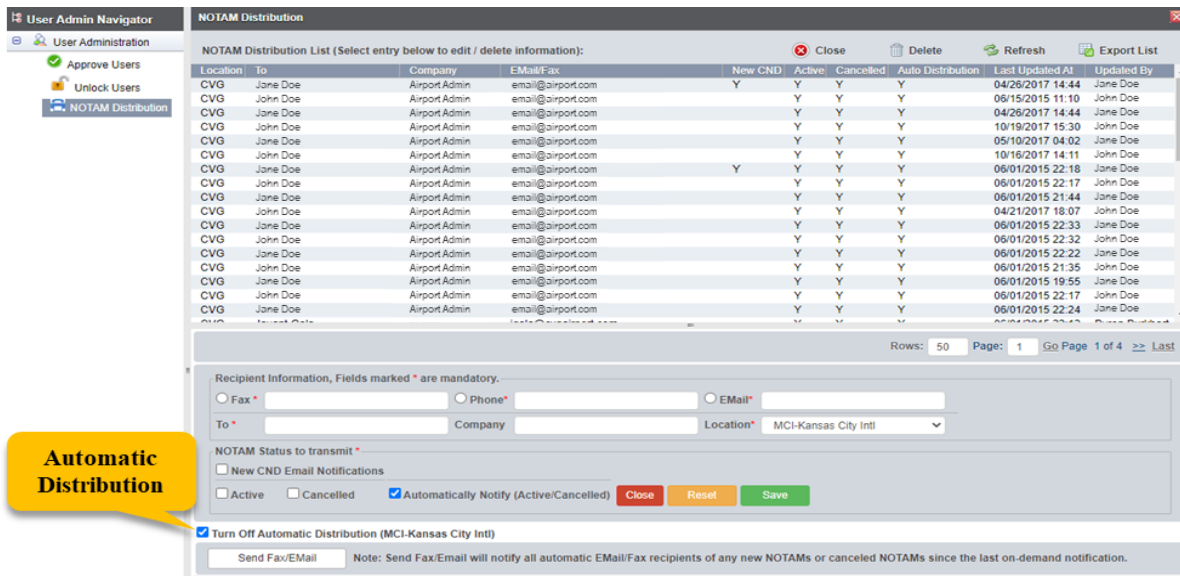 User Admin Navigator
NOTAM Distribution
User Administration
Approve Users
Unlock Users
NOTAM Distribution
NOTAM Distribution List (Select entry below to edit / delete information): Close Delete Refresh Export List
Location To Company EMail/Fax New CND Active Cancelled Auto Distribution Last Updated At Updated By
CVG Jane Doe Airport Admin email@airport.com Y Y Y Y 04/26/2017 14:44 Jane Doe
CVG John Doe Airport Admin email@airport.com Y Y Y 06/15/2015 11:10 John Doe
CVG Jane Doe Airport Admin email@airport.com Y Y Y 04/26/2017 14:44 Jane Doe
CVG John Doe Airport Admin email@airport.com Y Y Y 10/19/2017 15:30 John Doe
CVG Jane Doe Airport Admin email@airport.com Y Y Y 05/10/2017 04:02 Jane Doe
CVG John Doe Airport Admin email@airport.com Y Y Y 10/16/2017 14:11 John Doe
CVG Jane Doe Airport Admin email@airport.com Y Y Y Y 06/01/2015 22:18 Jane Doe
CVG John Doe Airport Admin email@airport.com Y Y Y 06/01/2015 22:17 John Doe
CVG Jane Doe Airport Admin email@airport.com Y Y Y 06/01/2015 21:44 Jane Doe
CVG John Doe Airport Admin email@airport.com Y Y Y 04/21/2017 18:07 John Doe
CVG Jane Doe Airport Admin email@airport.com Y Y Y 06/01/2015 22:33 Jane Doe
CVG John Doe Airport Admin email@airport.com Y Y Y 06/01/2015 22:32 John Doe
CVG Jane Doe Airport Admin email@airport.com Y Y Y 06/01/2015 22:22 Jane Doe
CVG John Doe Airport Admin email@airport.com Y Y Y 06/01/2015 21:35 John Doe
CVG Jane Doe Airport Admin email@airport.com Y Y Y 06/01/2015 19:55 Jane Doe
CVG John Doe Airport Admin email@airport.com Y Y Y 06/01/2015 22:17 John Doe
CVG Jane Doe Airport Admin email@airport.com Y Y Y 06/01/2015 22:24 Jane Doe
Rows: 50 Page: 1 Go Page 1 of 4 >> Last
Recipient Information, Fields marked * are mandatory.
Fax * Phone* EMail*
To * Company Location* MCI-Kansas City Intl
NOTAM Status to transmit *
New CND Email Notifications
Active Cancelled Automatically Notify (Active/Cancelled) Close Reset Save
Automatic
Distribution
Turn Off Automatic Distribution (MCI-Kansas City Intl)
Send Fax/EMail Note: Send Fax/Email will notify all automatic EMail/Fax recipients of any new NOTAMs or canceled NOTAMs since the last on-demand notification.